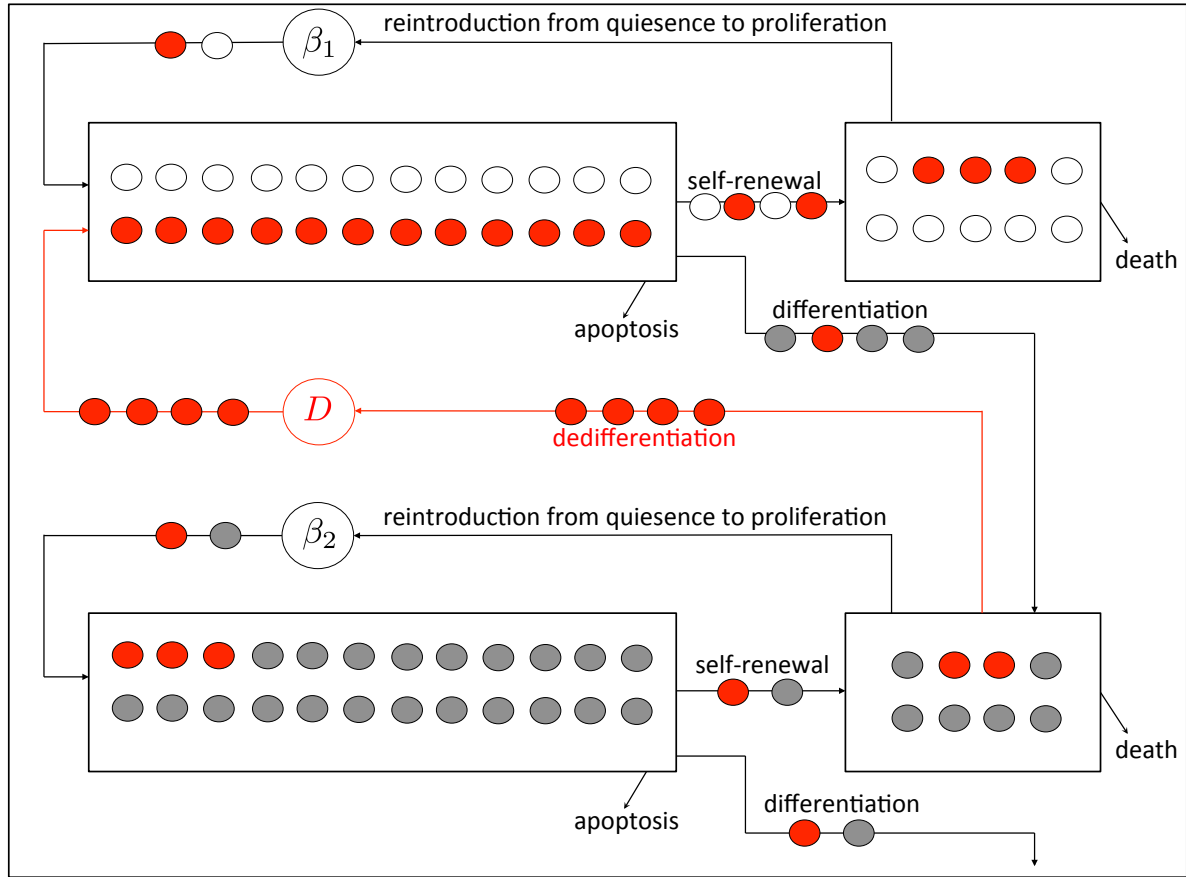 reintroduction from quiesence to proliferation
β₁
self-renewal
death
differentiation
apoptosis
D
dedifferentiation
reintroduction from quiesence to proliferation
β₂
self-renewal
death
differentiation
apoptosis